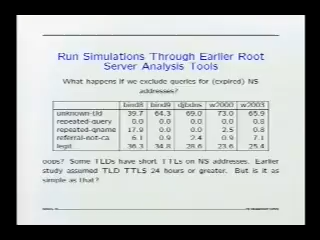 Run Simulations Through Earlier Root
Server Analysis Tools
What happens if we exclude queries for (expired) NS
addresses?
bind8 bind9 djbdns w2000 w2003
unknown-tld 39.7 64.3 69.0 73.0 65.9
repeated-query 0.0 0.0 0.0 0.0 0.8
repeated-qname 17.9 0.0 0.0 2.5 0.8
referral-not-ca 6.1 0.9 2.4 0.9 7.1
legit 36.3 34.8 28.6 23.6 25.4
oops? Some TLDs have short TTLs on NS addresses. Earlier
study assumed TLD TTLS 24 hours or greater. But is it as
simple as that?